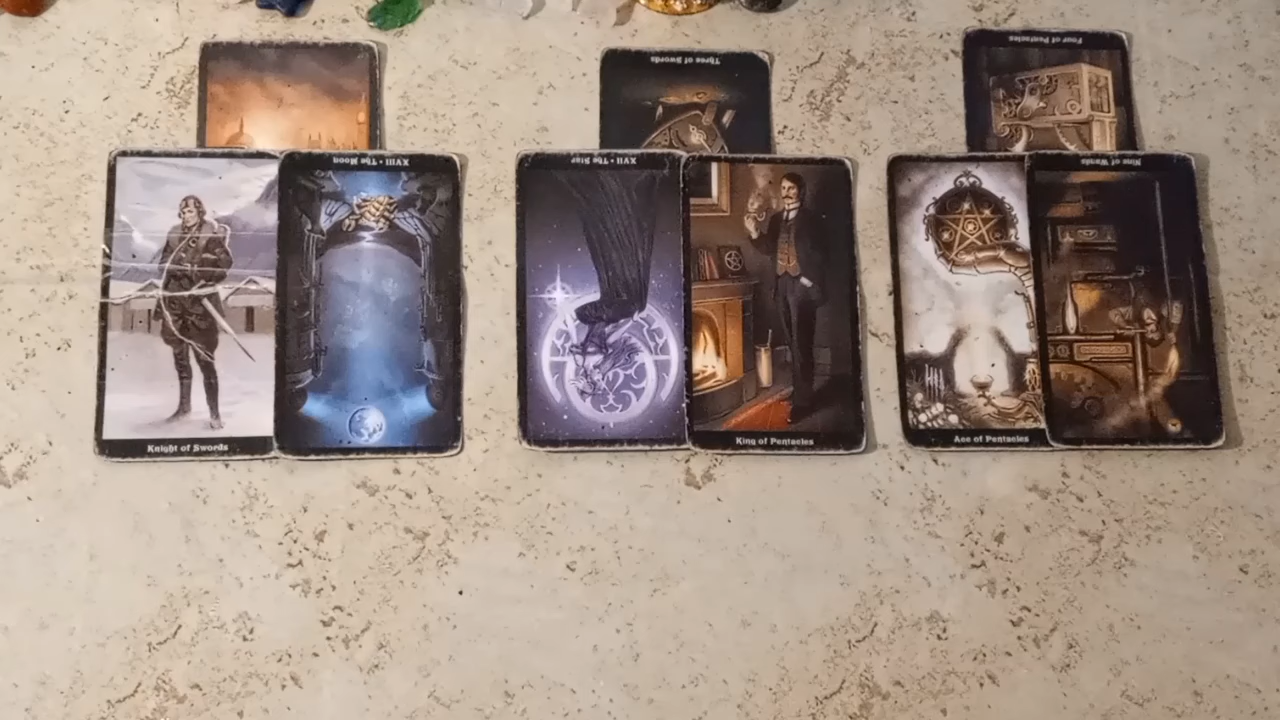 Three of Swords
Four of Pentacles
XVIII • The Moon
XVII • The Star
Nine of Wands
Knight of Swords
King of Pentacles
Ace of Pentacles